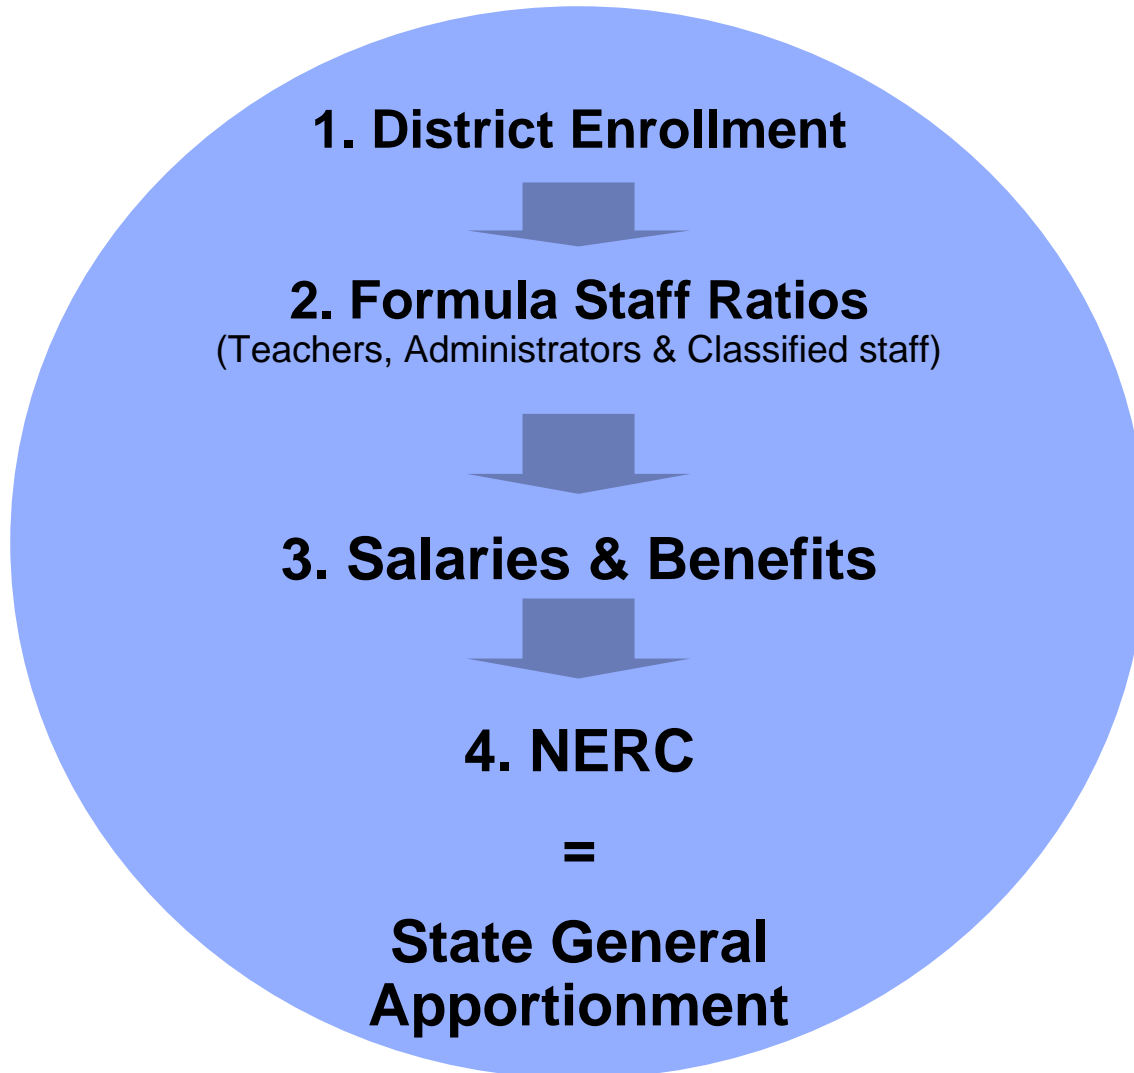 1. District Enrollment
2. Formula Staff Ratios
(Teachers, Administrators & Classified staff)
3. Salaries & Benefits
4. NERC
=
State General
Apportionment